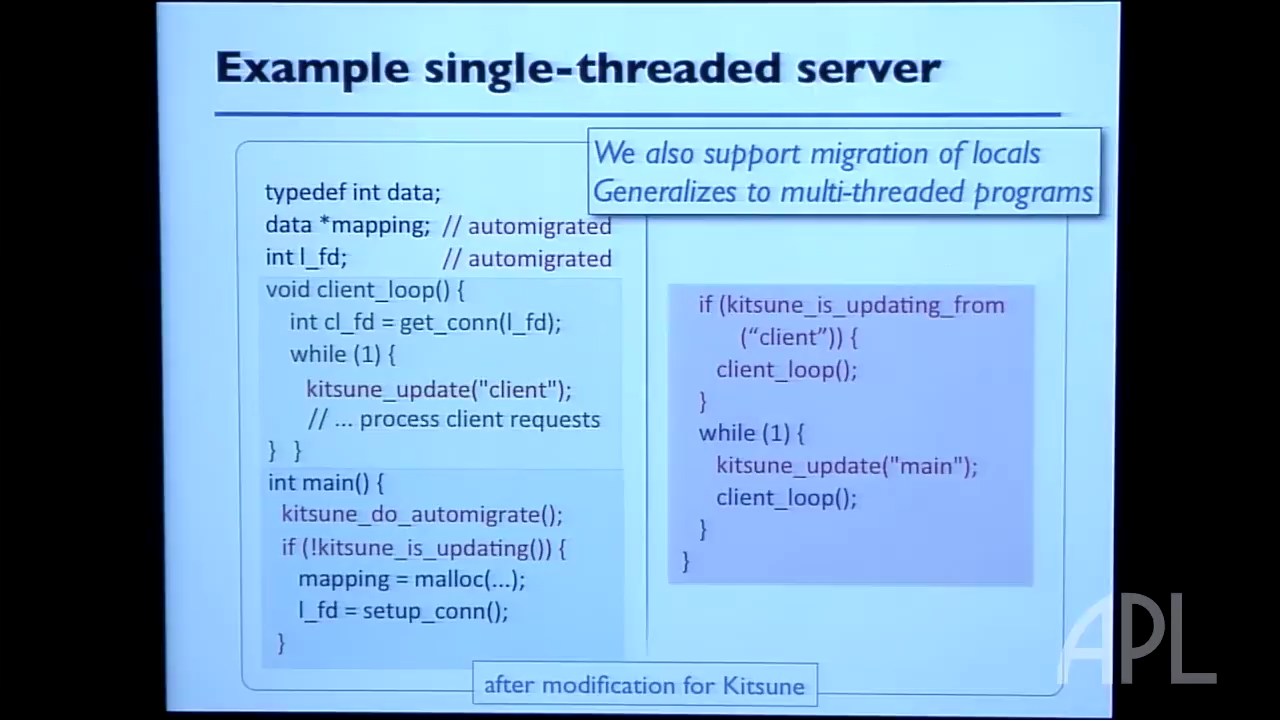 Example single-threaded server
We also support migration of locals
Generalizes to multi-threaded programs
typedef int data;
data *mapping; // automigrated
int l_fd; // automigrated
void client_loop() {
int cl_fd = get_conn(l_fd);
while (1) {
kitsune_update("client");
// ... process client requests
} }
int main() {
kitsune_do_automigrate();
if (!kitsune_is_updating()) {
mapping = malloc(...);
l_fd = setup_conn();
}
if (kitsune_is_updating_from
(“client”)) {
client_loop();
}
while (1) {
kitsune_update("main");
client_loop();
}
}
after modification for Kitsune
APL